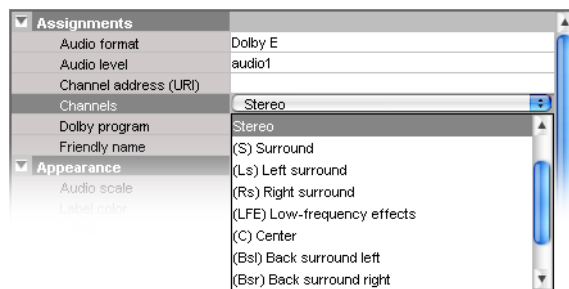 Assignments
Audio format Dolby E
Audio level audio1
Channel address (URI)
Channels Stereo
Dolby program Stereo
Friendly name (S) Surround
Appearance (Ls) Left surround
Audio scale (Rs) Right surround
Label color (LFE) Low-frequency effects
(C) Center
(Bsl) Back surround left
(Bsr) Back surround right